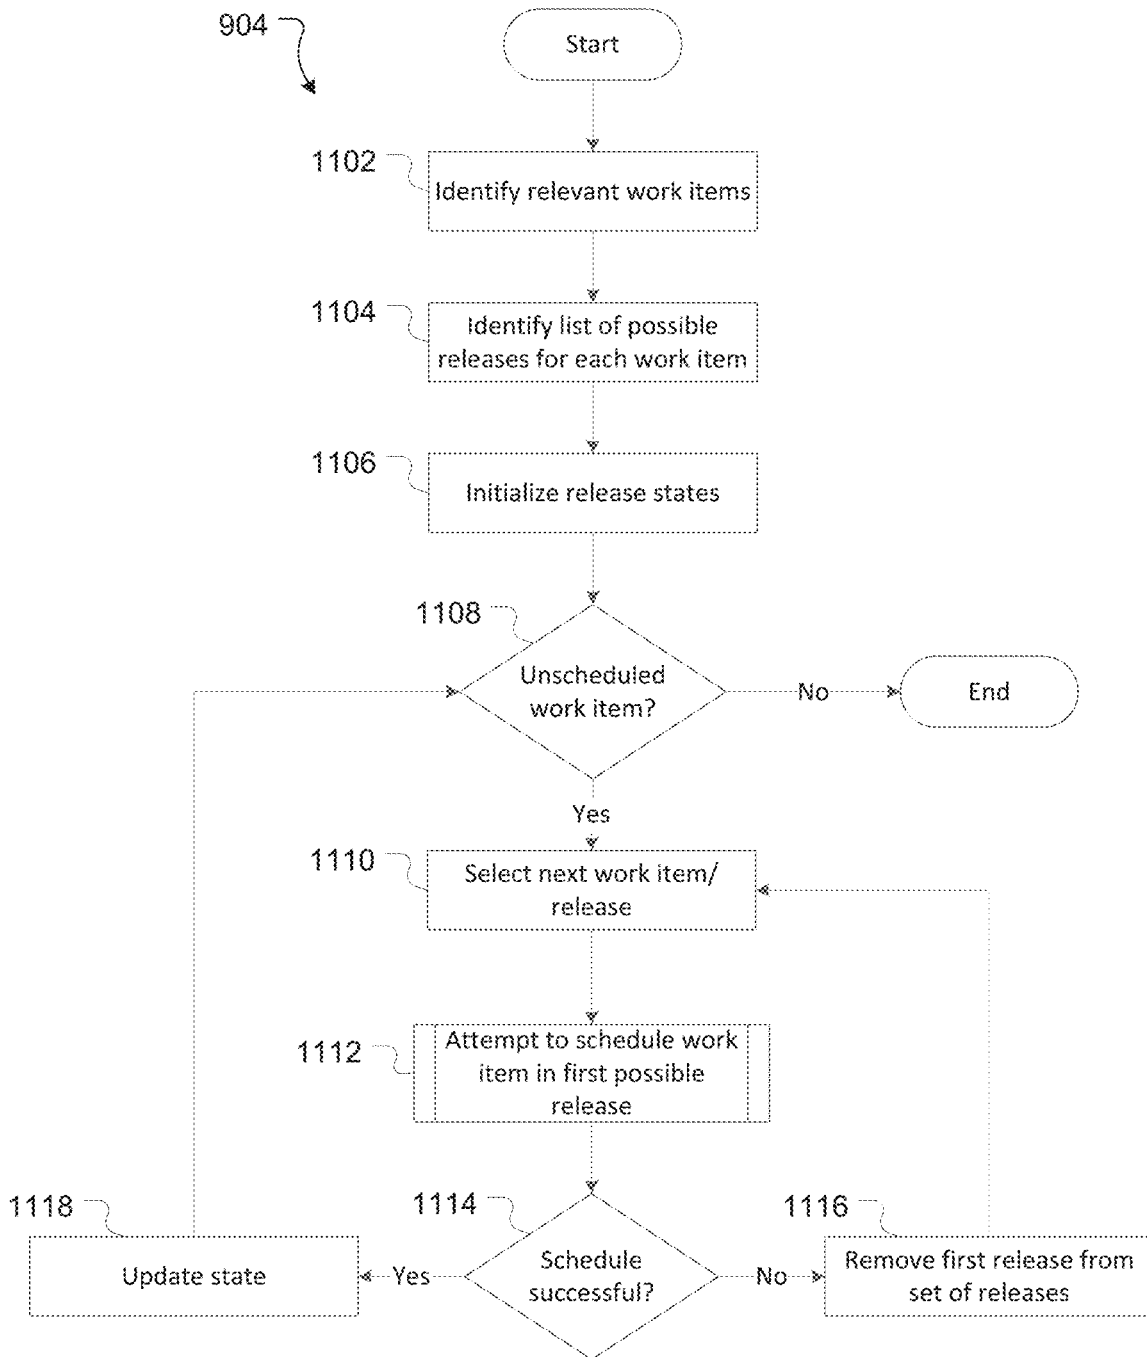 904
Start
1102
Identify relevant work items
1104
Identify list of possible
releases for each work item
1106
Initialize release states
1108
Unscheduled
work item?
No
End
Yes
1110
Select next work item/
release
1112
Attempt to schedule work
item in first possible
release
1114
Schedule
successful?
Yes
No
1118
Update state
1116
Remove first release from
set of releases